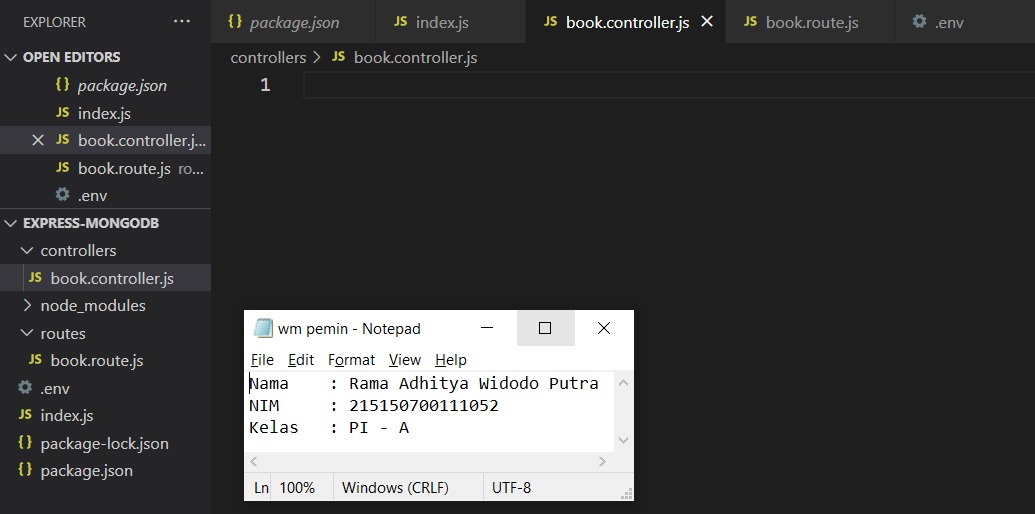 EXPLORER ...
OPEN EDITORS
{} package.json
JS index.js
JS book.controller.j...
JS book.route.js ro...
.env
EXPRESS-MONGODB
controllers
JS book.controller.js
node_modules
routes
JS book.route.js
.env
JS index.js
{} package-lock.json
{} package.json
{} package.json JS index.js JS book.controller.js JS book.route.js .env
controllers > JS book.controller.js
1
wm pemin - Notepad
File Edit Format View Help
Nama : Rama Adhitya Widodo Putra
NIM : 215150700111052
Kelas : PI - A
Ln 100% Windows (CRLF) UTF-8